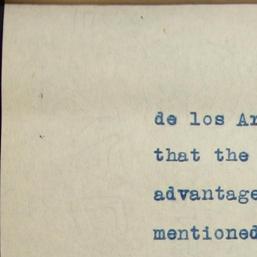 de los Ar
that the
advantage
mentioned